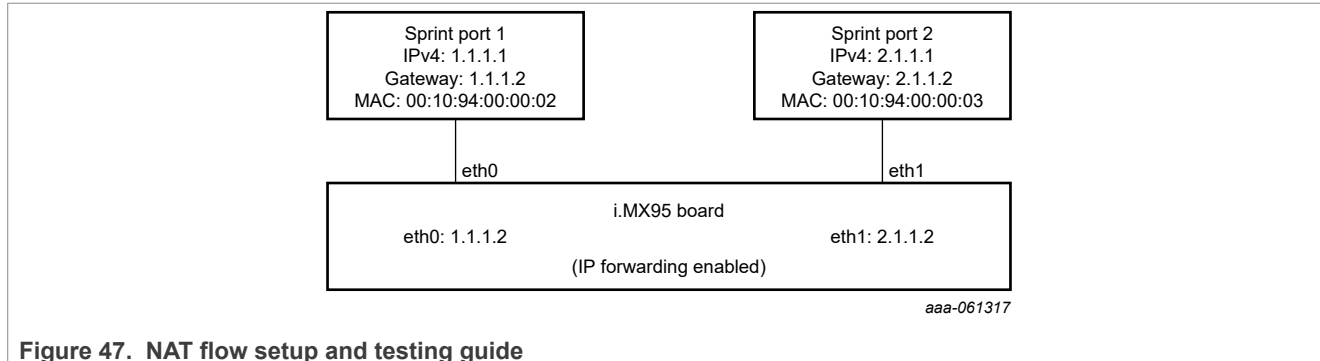 Sprint port 1
IPv4: 1.1.1.1
Gateway: 1.1.1.2
MAC: 00:10:94:00:00:02
Sprint port 2
IPv4: 2.1.1.1
Gateway: 2.1.1.2
MAC: 00:10:94:00:00:03
eth0
eth1
i.MX95 board
eth0: 1.1.1.2
eth1: 2.1.1.2
(IP forwarding enabled)
aaa-061317
Figure 47. NAT flow setup and testing guide